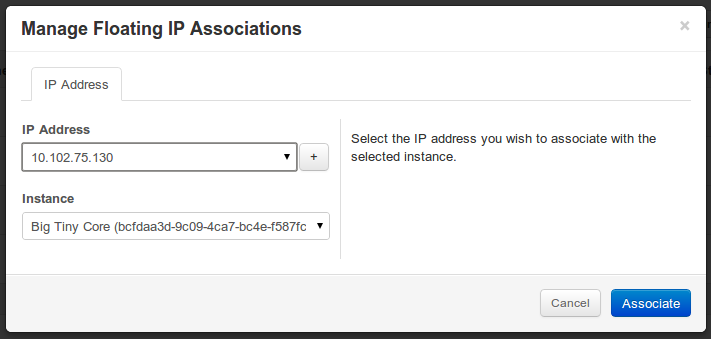 Manage Floating IP Associations
×
IP Address
IP Address
10.102.75.130
+
Select the IP address you wish to associate with the
selected instance.
Instance
Big Tiny Core (bcfdaa3d-9c09-4ca7-bc4e-f587fc
Cancel
Associate